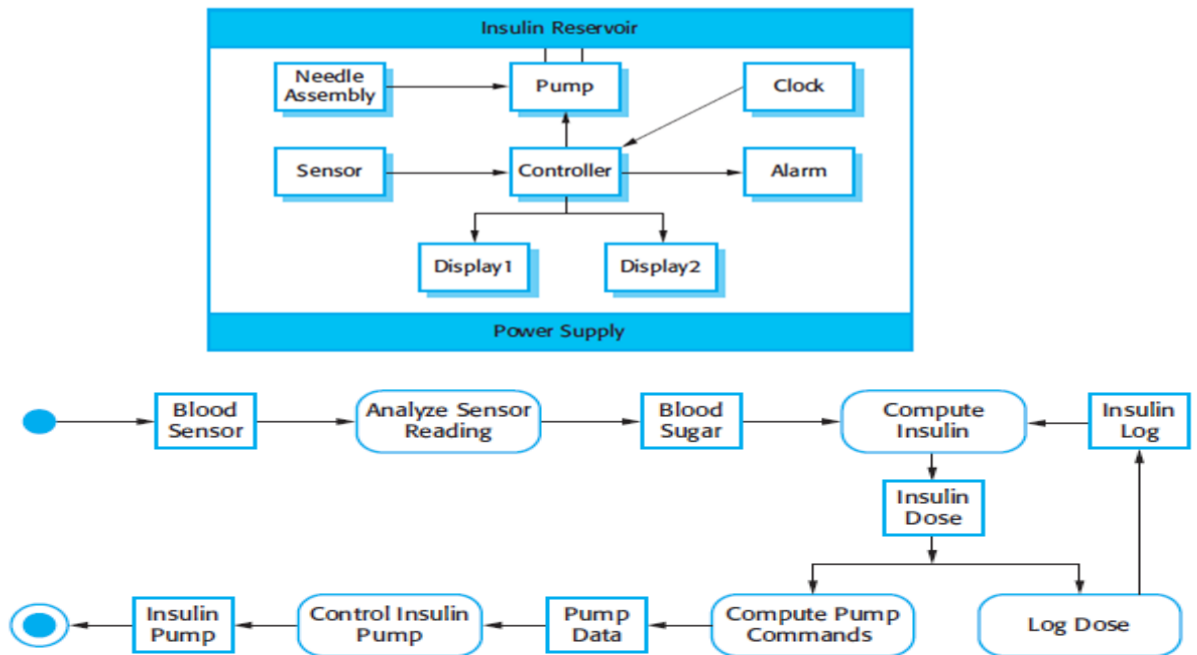 Insulin Reservoir
Needle
Assembly
Pump
Clock
Sensor
Controller
Alarm
Display1
Display2
Power Supply
Blood
Sensor
Analyze Sensor
Reading
Blood
Sugar
Compute
Insulin
Insulin
Log
Insulin
Dose
Insulin
Pump
Control Insulin
Pump
Pump
Data
Compute Pump
Commands
Log Dose